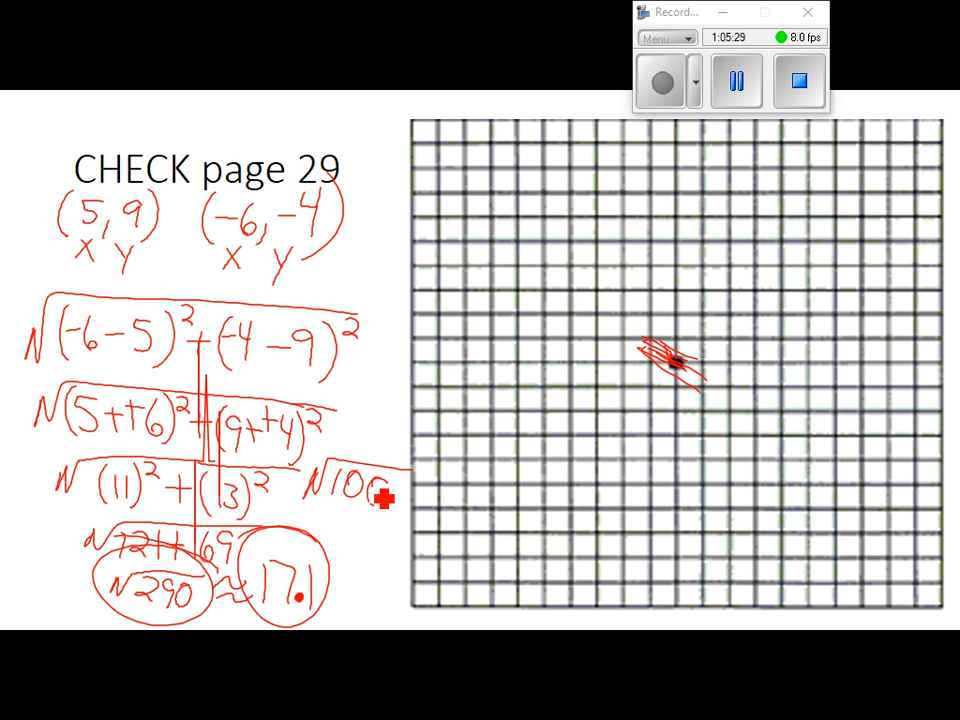 Record...
Menu
1:05:29
8.0 fps
CHECK page 29
(5, 9) (-6, -4)
X Y X Y
√(-6-5)² + (-4-9)²
√(5++6)² + (9++4)²
√(11)² + (13)² √100
√121+169
√290 ≈ 17.1